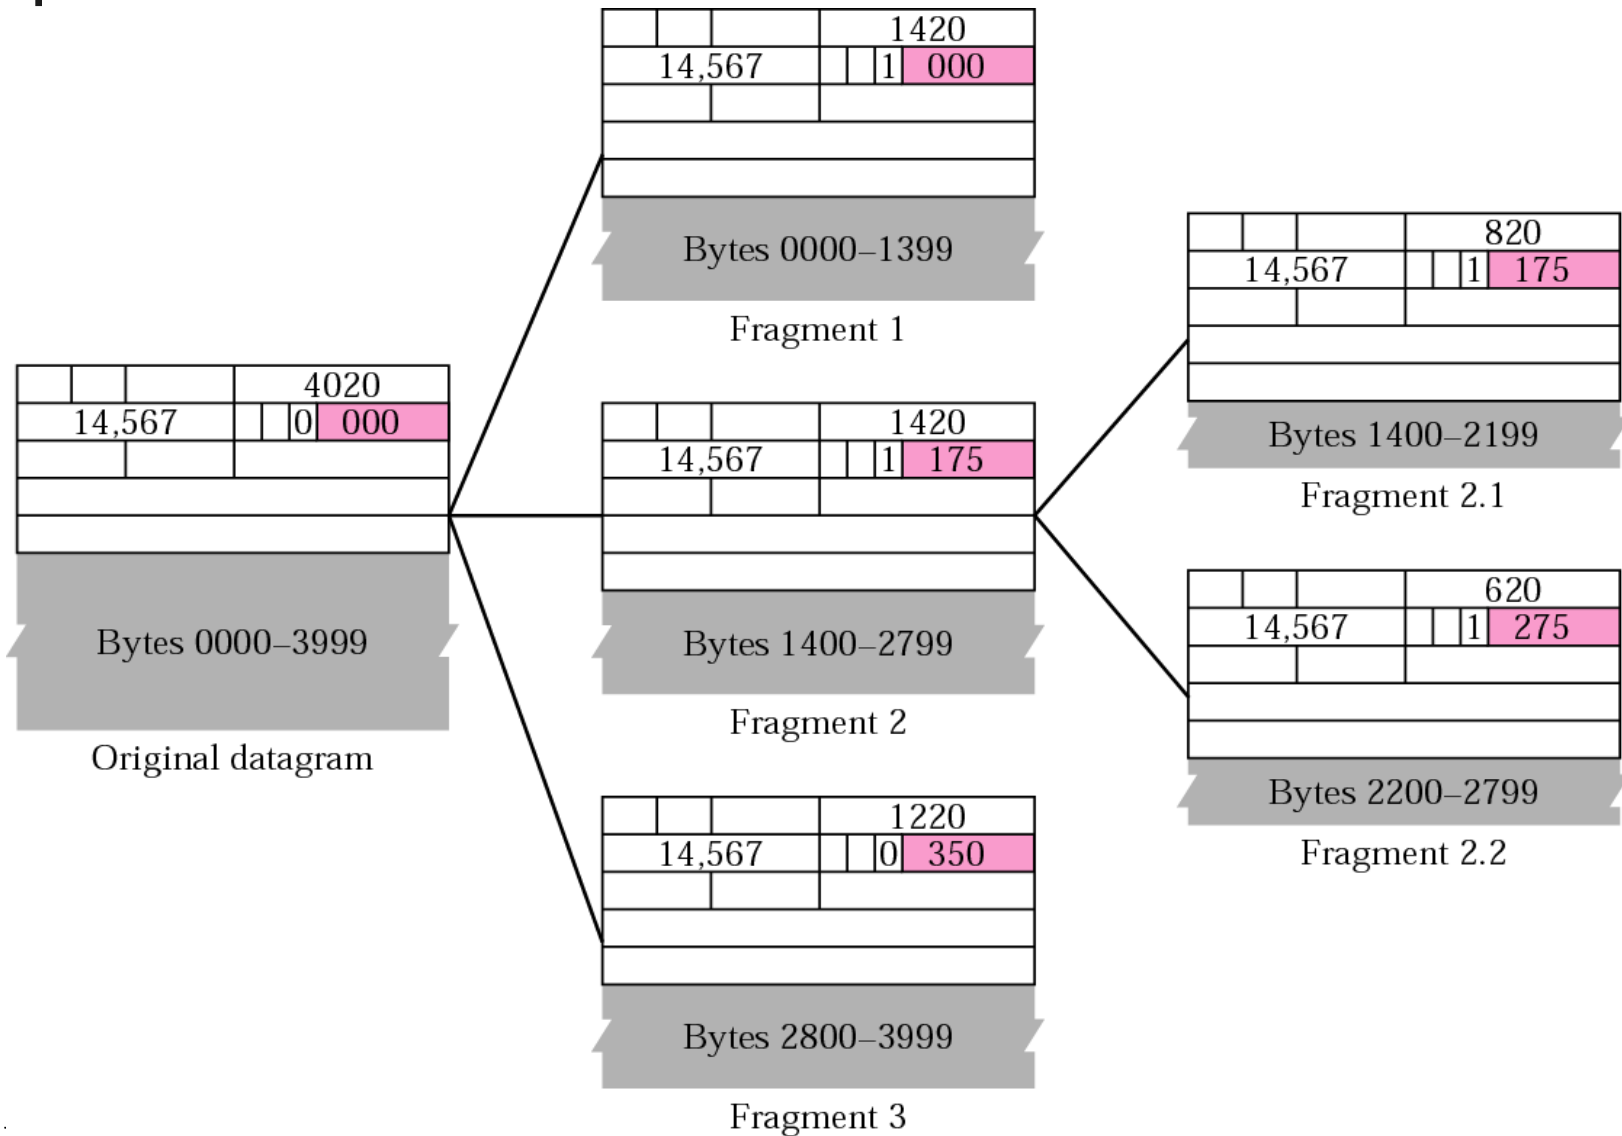 4020
14,567 0 000
Bytes 0000–3999
Original datagram
1420
14,567 1 000
Bytes 0000–1399
Fragment 1
1420
14,567 1 175
Bytes 1400–2799
Fragment 2
1220
14,567 0 350
Bytes 2800–3999
Fragment 3
820
14,567 1 175
Bytes 1400–2199
Fragment 2.1
620
14,567 1 275
Bytes 2200–2799
Fragment 2.2